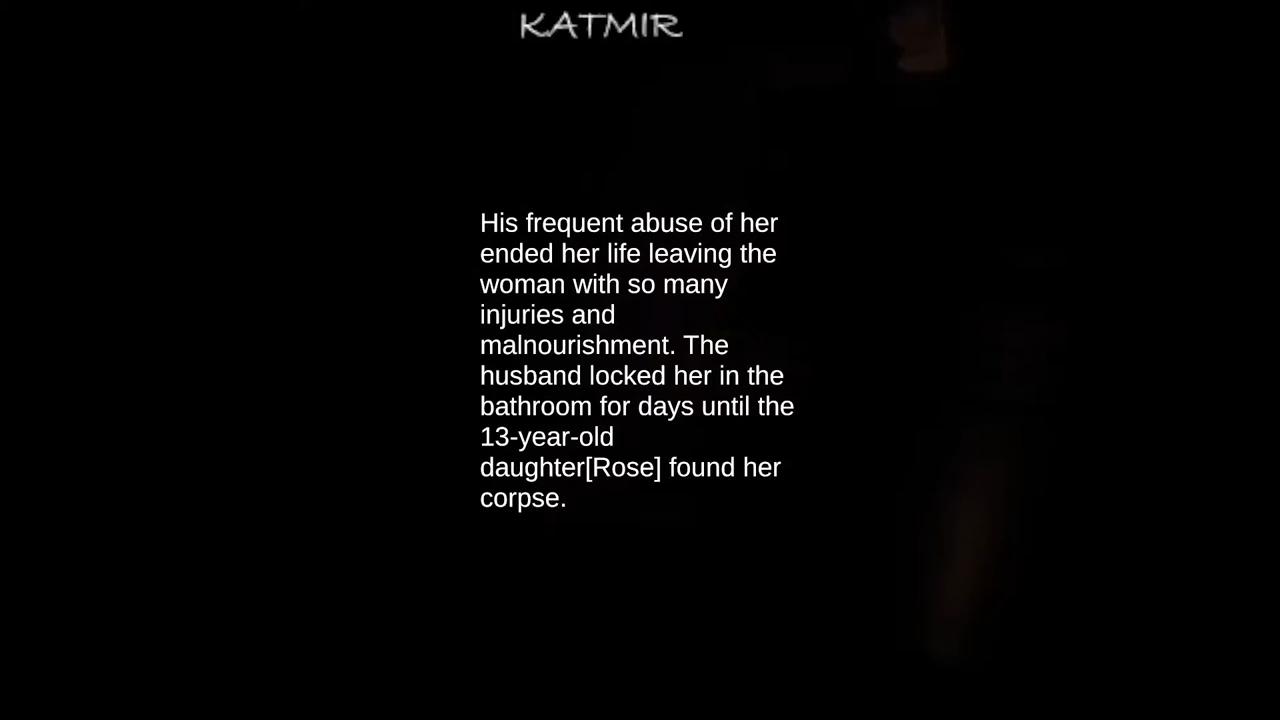 KATMIR
His frequent abuse of her
ended her life leaving the
woman with so many
injuries and
malnourishment. The
husband locked her in the
bathroom for days until the
13-year-old
daughter[Rose] found her
corpse.